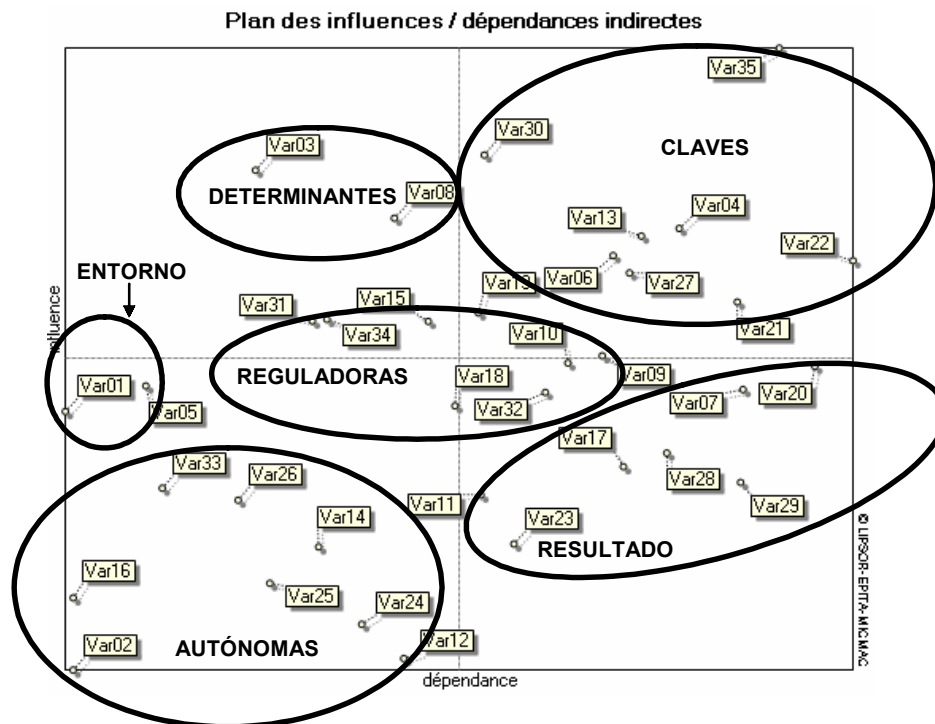 Plan des influences / dépendances indirectes
Var35
Var30
Var03
CLAVES
DETERMINANTES
Var08
Var04
Var13
Var22
ENTORNO
Var06
Var27
Var19
Var31
Var15
Var34
Var10
Var21
influence
REGULADORAS
Var18
Var09
Var01
Var05
Var32
Var07
Var20
Var17
Var33
Var26
Var28
Var11
Var29
Var14
Var23
RESULTADO
Var16
Var25
Var24
AUTÓNOMAS
Var02
Var12
dépendance
© LIPSOR-EPITA-MICMAC